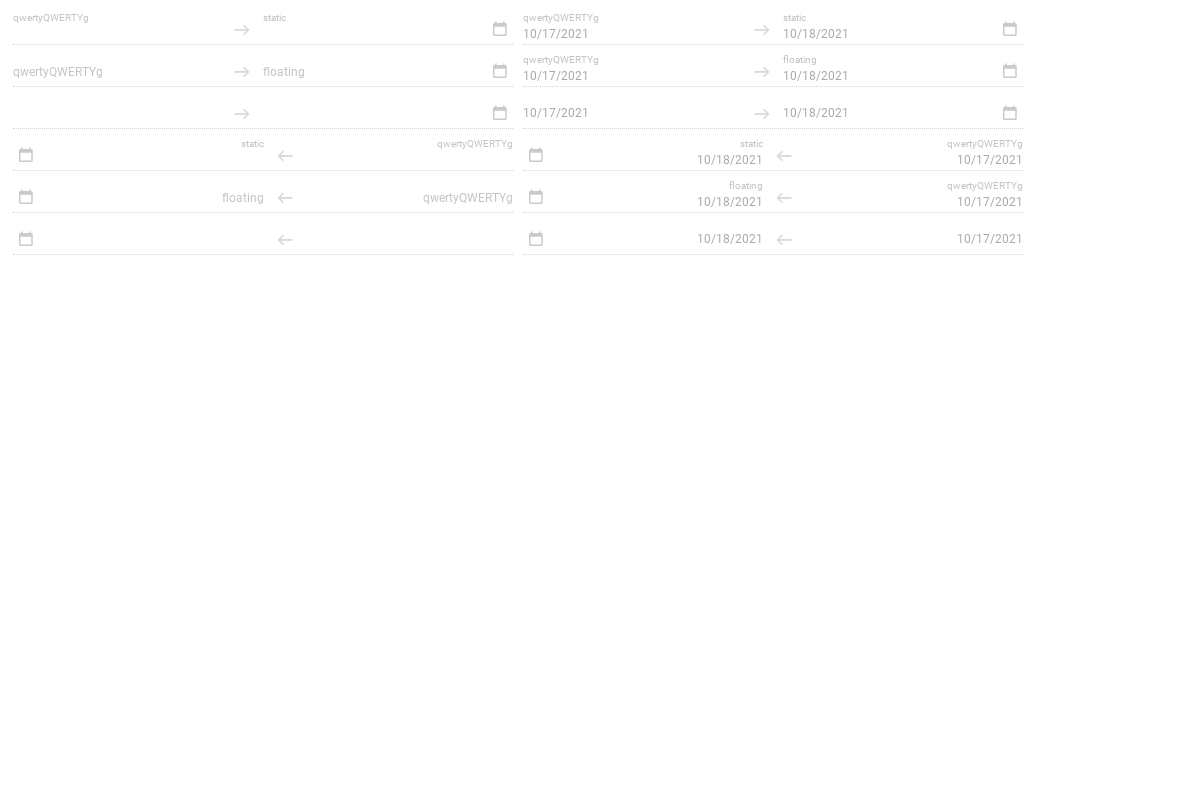 qwertyQWERTYg static qwertyQWERTYg static
10/17/2021 10/18/2021
qwertyQWERTYg floating
qwertyQWERTYg floating 10/17/2021 10/18/2021
10/17/2021 10/18/2021
static qwertyQWERTYg static qwertyQWERTYg
10/18/2021 10/17/2021
floating qwertyQWERTYg
floating qwertyQWERTYg 10/18/2021 10/17/2021
10/18/2021 10/17/2021